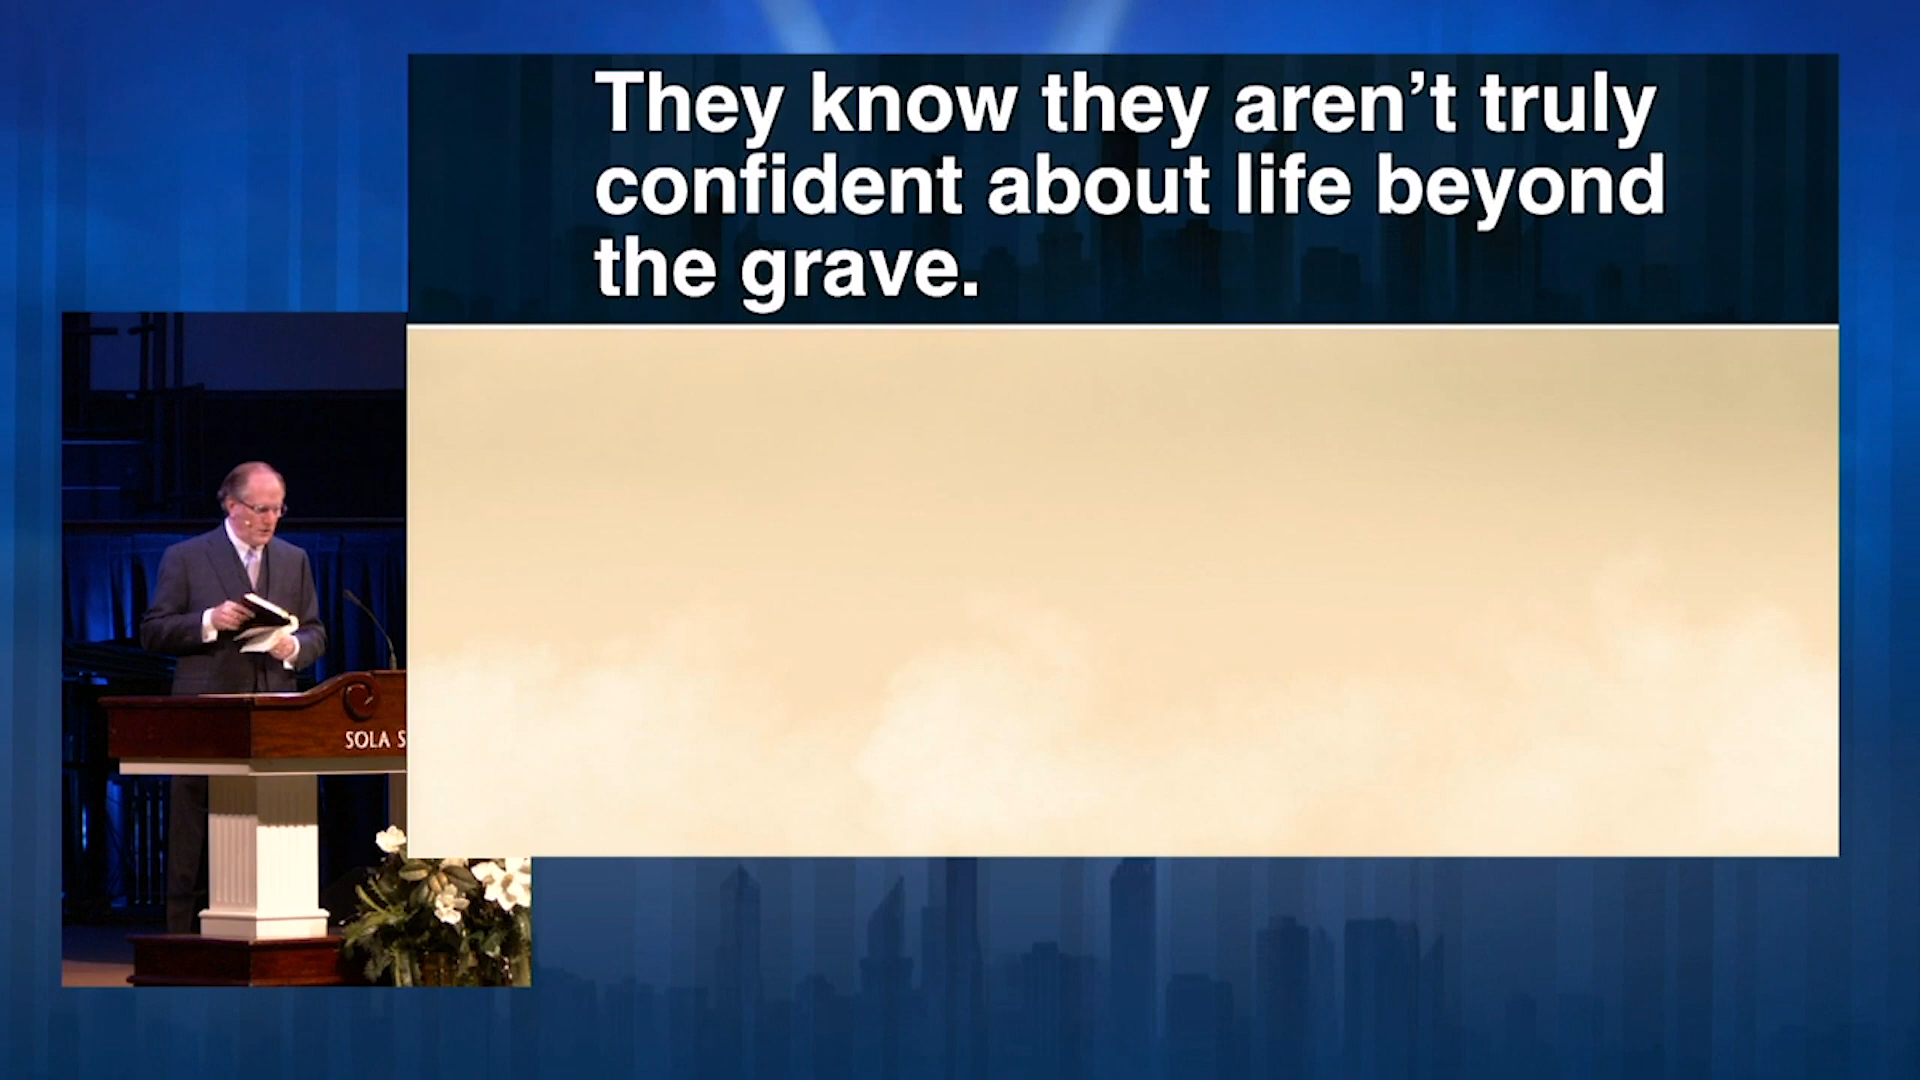 They know they aren’t truly
confident about life beyond
the grave.
SOLA S